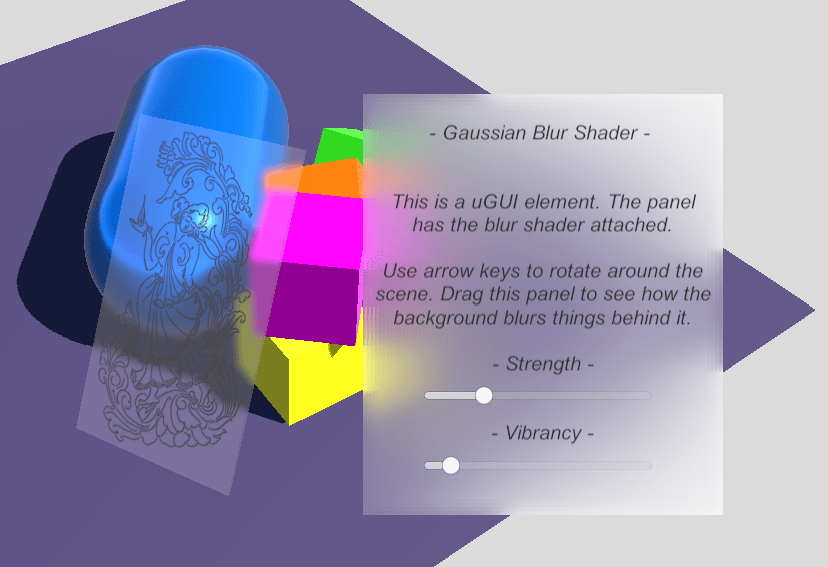 - Gaussian Blur Shader -
This is a uGUI element. The panel
has the blur shader attached.
Use arrow keys to rotate around the
scene. Drag this panel to see how the
background blurs things behind it.
- Strength -
- Vibrancy -